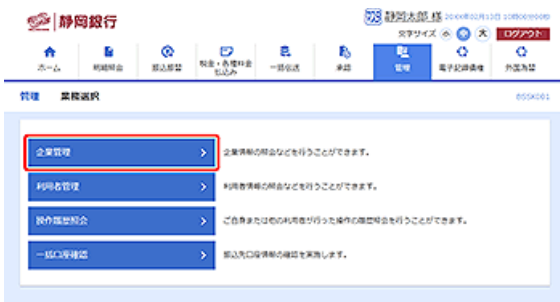 静岡銀行
静岡太郎 様
文字サイズ 小 中 大 ログアウト
ホーム 明細照会 振込振替 税金・各種料金払込み 一括伝送 承認 管理 電子記録債権 外国為替
管理 業務選択 BSSK001
企業管理 企業情報の照会などを行うことができます。
利用者管理 利用者情報の照会などを行うことができます。
操作履歴照会 ご自身または他の利用者が行った操作の履歴照会を行うことができます。
一括口座確認 振込先口座情報の確認を実施します。